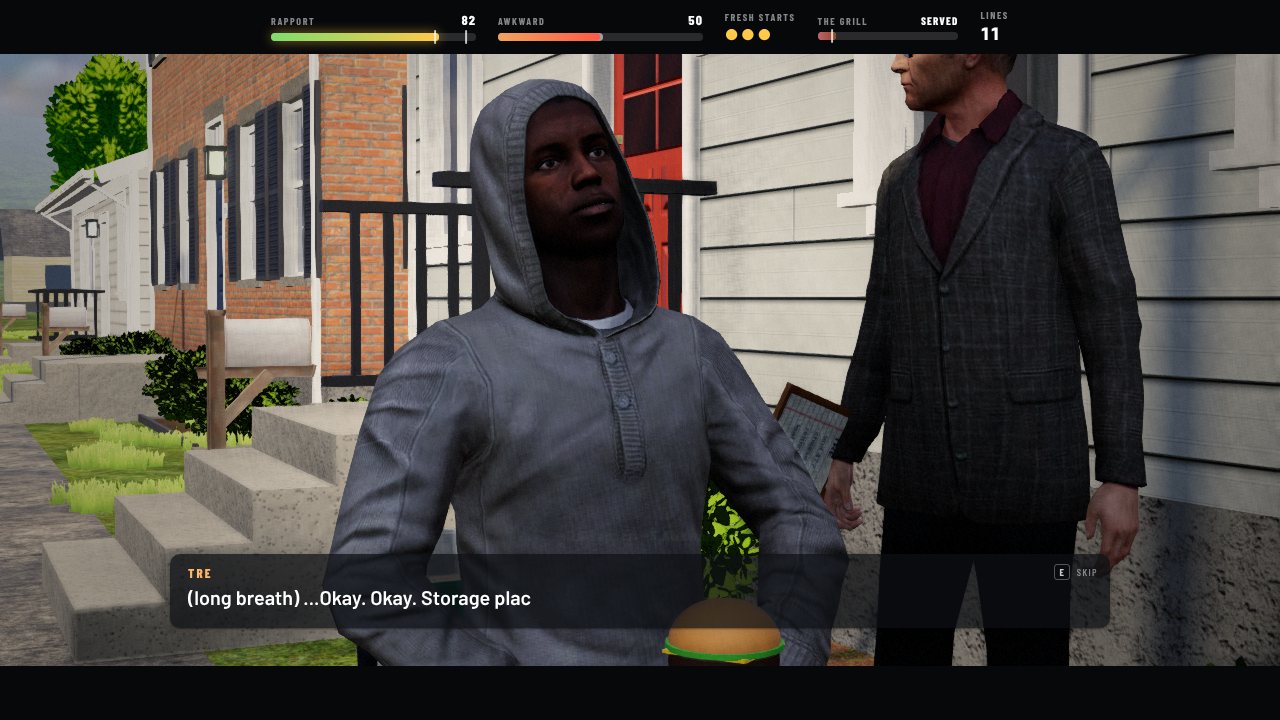 RAPPORT 82 AWKWARD 50 FRESH STARTS THE GRILL SERVED LINES
11
TRE
E SKIP
(long breath) ...Okay. Okay. Storage plac